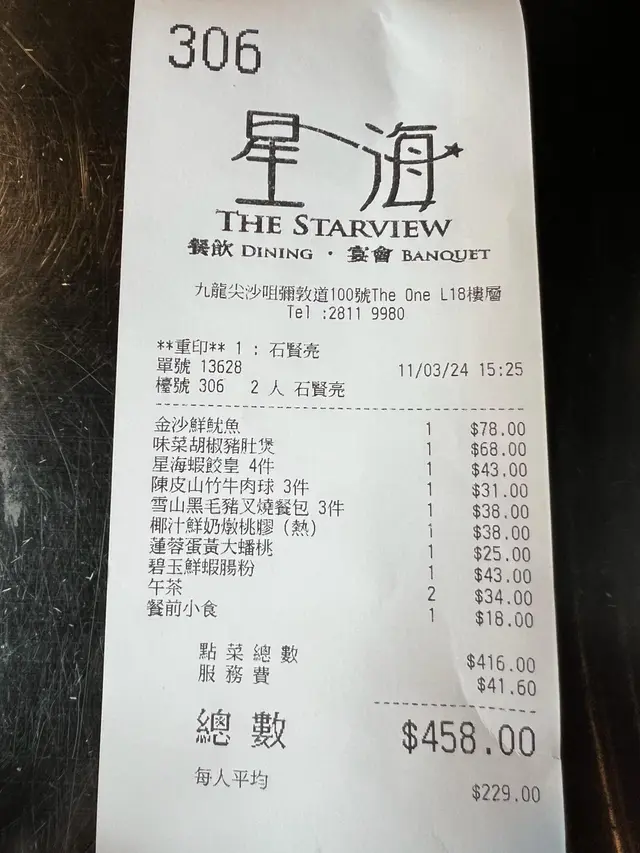 306
星海
THE STARVIEW
餐飲 DINING · 宴會 BANQUET
九龍尖沙咀彌敦道100號The One L18樓層
Tel :2811 9980
**重印** 1 : 石賢亮
單號 13628 11/03/24 15:25
檯號 306 2 人 石賢亮
金沙鮮魷魚 1 $78.00
味菜胡椒豬肚煲 1 $68.00
星海蝦餃皇 4件 1 $43.00
陳皮山竹牛肉球 3件 1 $31.00
雪山黑毛豬叉燒餐包 3件 1 $38.00
椰汁鮮奶燉桃膠(熱) 1 $38.00
蓮蓉蛋黃大蟠桃 1 $25.00
碧玉鮮蝦腸粉 1 $43.00
午茶 2 $34.00
餐前小食 1 $18.00
點菜總數 $416.00
服務費 $41.60
總數 $458.00
每人平均 $229.00